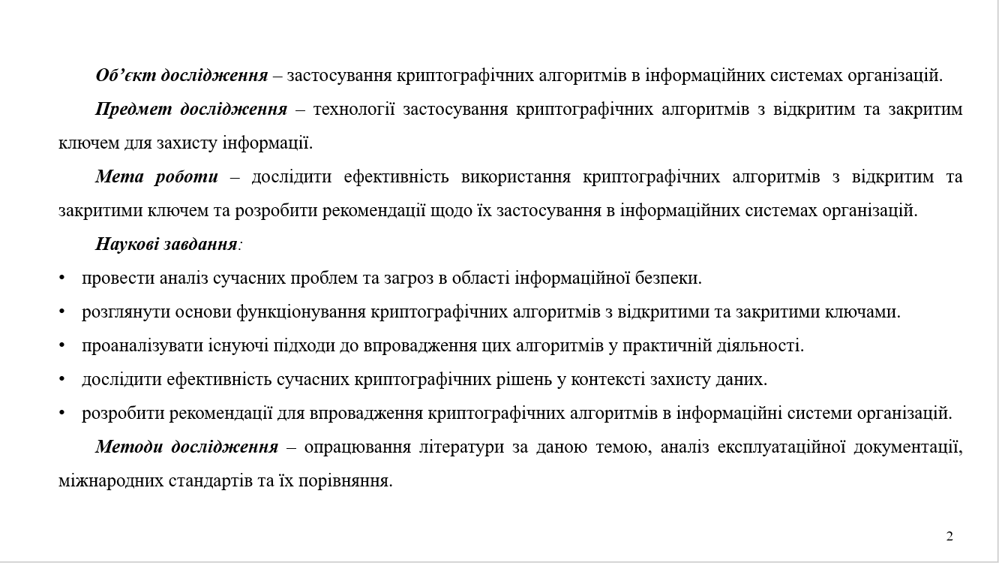 Об’єкт дослідження – застосування криптографічних алгоритмів в інформаційних системах організацій.
Предмет дослідження – технології застосування криптографічних алгоритмів з відкритим та закритим
ключем для захисту інформації.
Мета роботи – дослідити ефективність використання криптографічних алгоритмів з відкритим та
закритими ключем та розробити рекомендації щодо їх застосування в інформаційних системах організацій.
Наукові завдання:
• провести аналіз сучасних проблем та загроз в області інформаційної безпеки.
• розглянути основи функціонування криптографічних алгоритмів з відкритими та закритими ключами.
• проаналізувати існуючі підходи до впровадження цих алгоритмів у практичній діяльності.
• дослідити ефективність сучасних криптографічних рішень у контексті захисту даних.
• розробити рекомендації для впровадження криптографічних алгоритмів в інформаційні системи організацій.
Методи дослідження – опрацювання літератури за даною темою, аналіз експлуатаційної документації,
міжнародних стандартів та їх порівняння.
2